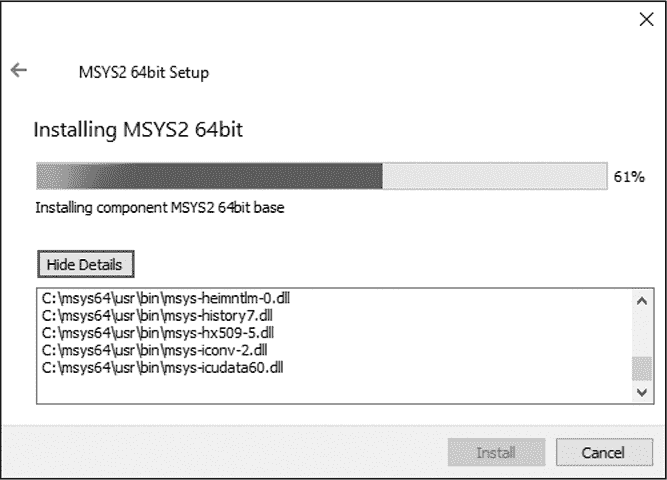 MSYS2 64bit Setup
Installing MSYS2 64bit
61%
Installing component MSYS2 64bit base
Hide Details
C:\msys64\usr\bin\msys-heimntlm-0.dll
C:\msys64\usr\bin\msys-history7.dll
C:\msys64\usr\bin\msys-hx509-5.dll
C:\msys64\usr\bin\msys-iconv-2.dll
C:\msys64\usr\bin\msys-icudata60.dll
Install Cancel